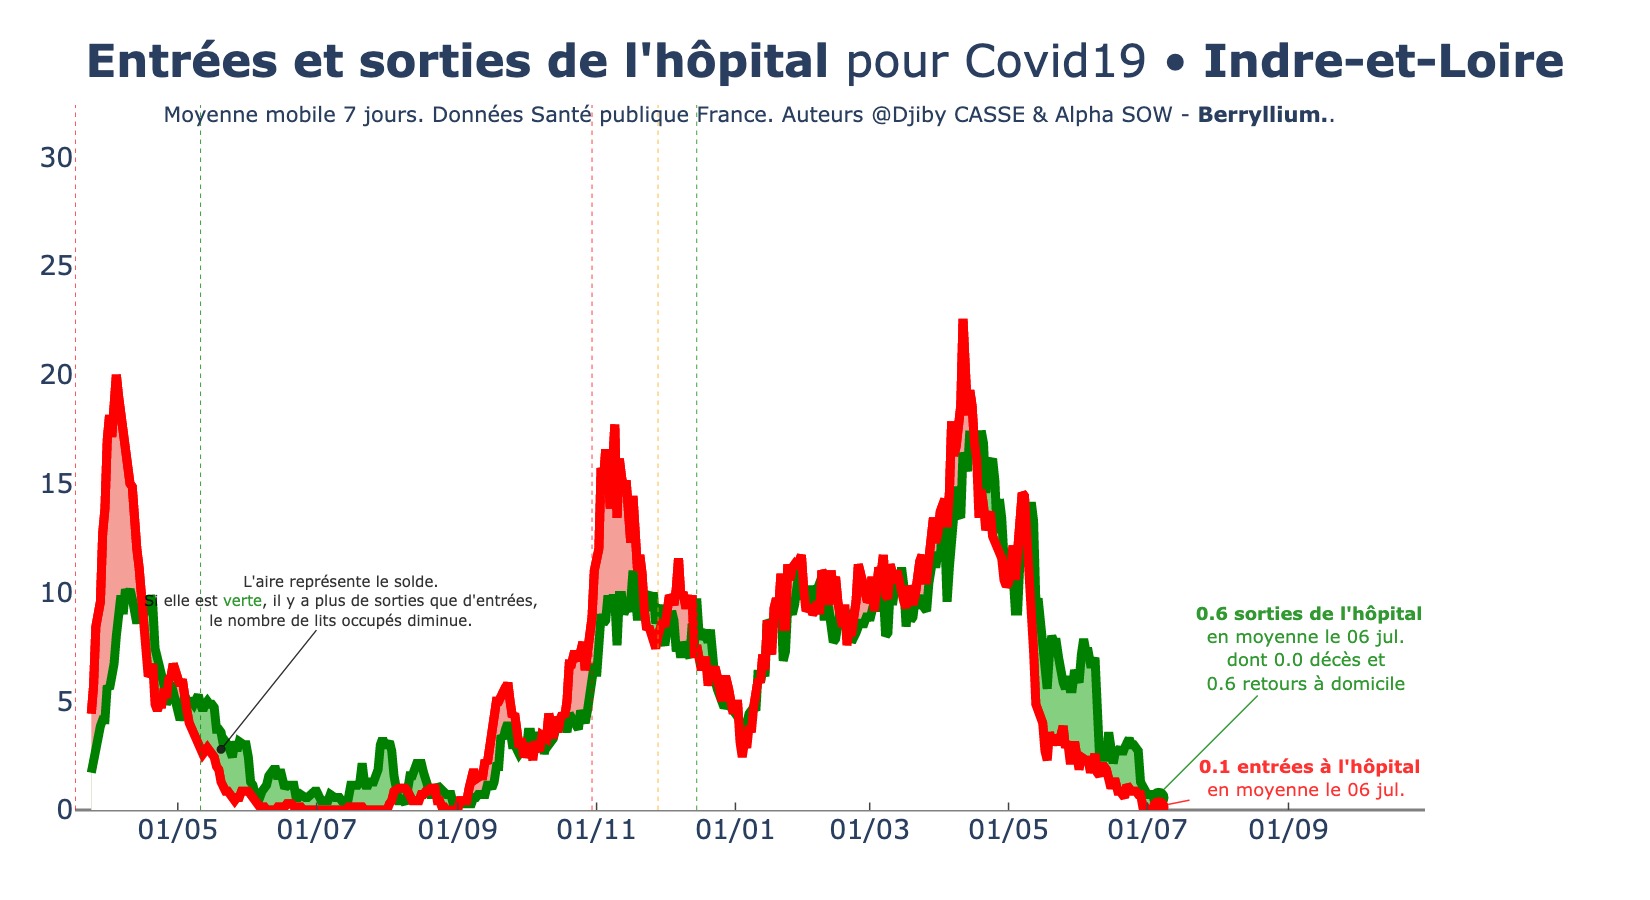 Entrées et sorties de l'hôpital pour Covid19 • Indre-et-Loire
Moyenne mobile 7 jours. Données Santé publique France. Auteurs @Djiby CASSE & Alpha SOW - Berryllium..
30
25
20
15
10
5
0
L'aire représente le solde.
Si elle est verte, il y a plus de sorties que d'entrées,
le nombre de lits occupés diminue.
0.6 sorties de l'hôpital
en moyenne le 06 jul.
dont 0.0 décès et
0.6 retours à domicile
0.1 entrées à l'hôpital
en moyenne le 06 jul.
01/05 01/07 01/09 01/11 01/01 01/03 01/05 01/07 01/09